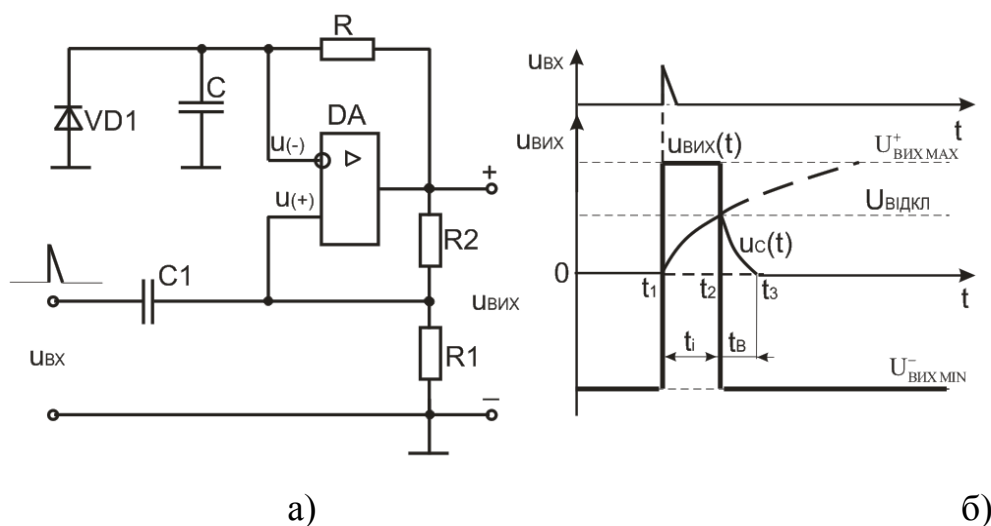 R
C
VD1
DA
u(-)
u(+)
+
R2
C1
uВИХ
R1
uВХ
−
а)
uВХ
t
uВИХ
uВИХ(t)
U⁺ВИХ MAX
UВІДКЛ
uC(t)
0
t1
t2
t3
t
ti
tВ
U⁻ВИХ MIN
б)